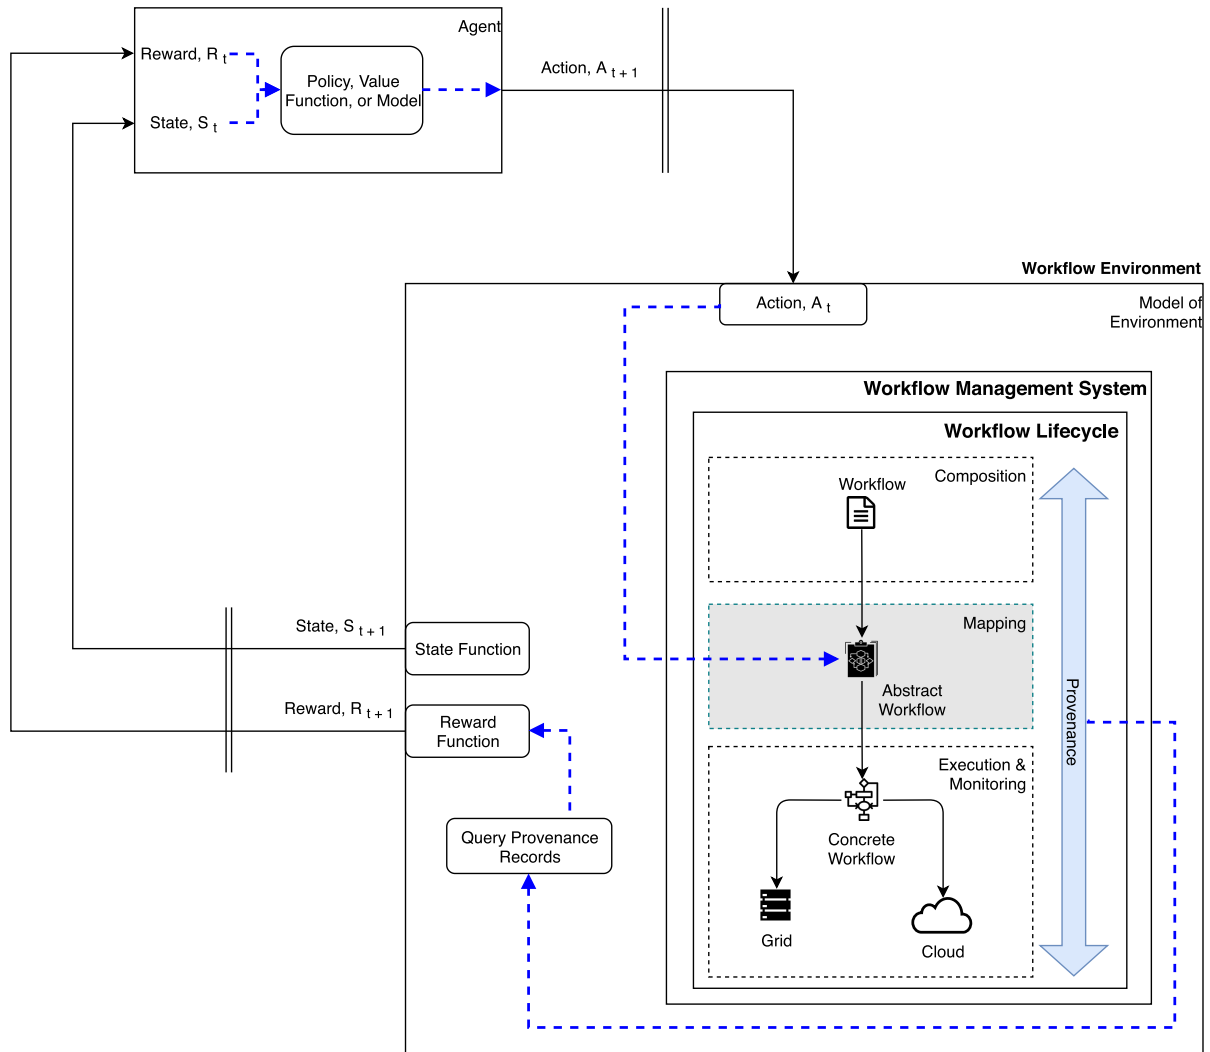 Agent
Reward, R t
State, S t
Policy, Value
Function, or Model
Action, A t + 1
Workflow Environment
Action, A t
Model of
Environment
Workflow Management System
Workflow Lifecycle
Composition
Workflow
Mapping
Abstract
Workflow
Provenance
Execution &
Monitoring
Concrete
Workflow
Grid
Cloud
State, S t + 1
State Function
Reward, R t + 1
Reward
Function
Query Provenance
Records